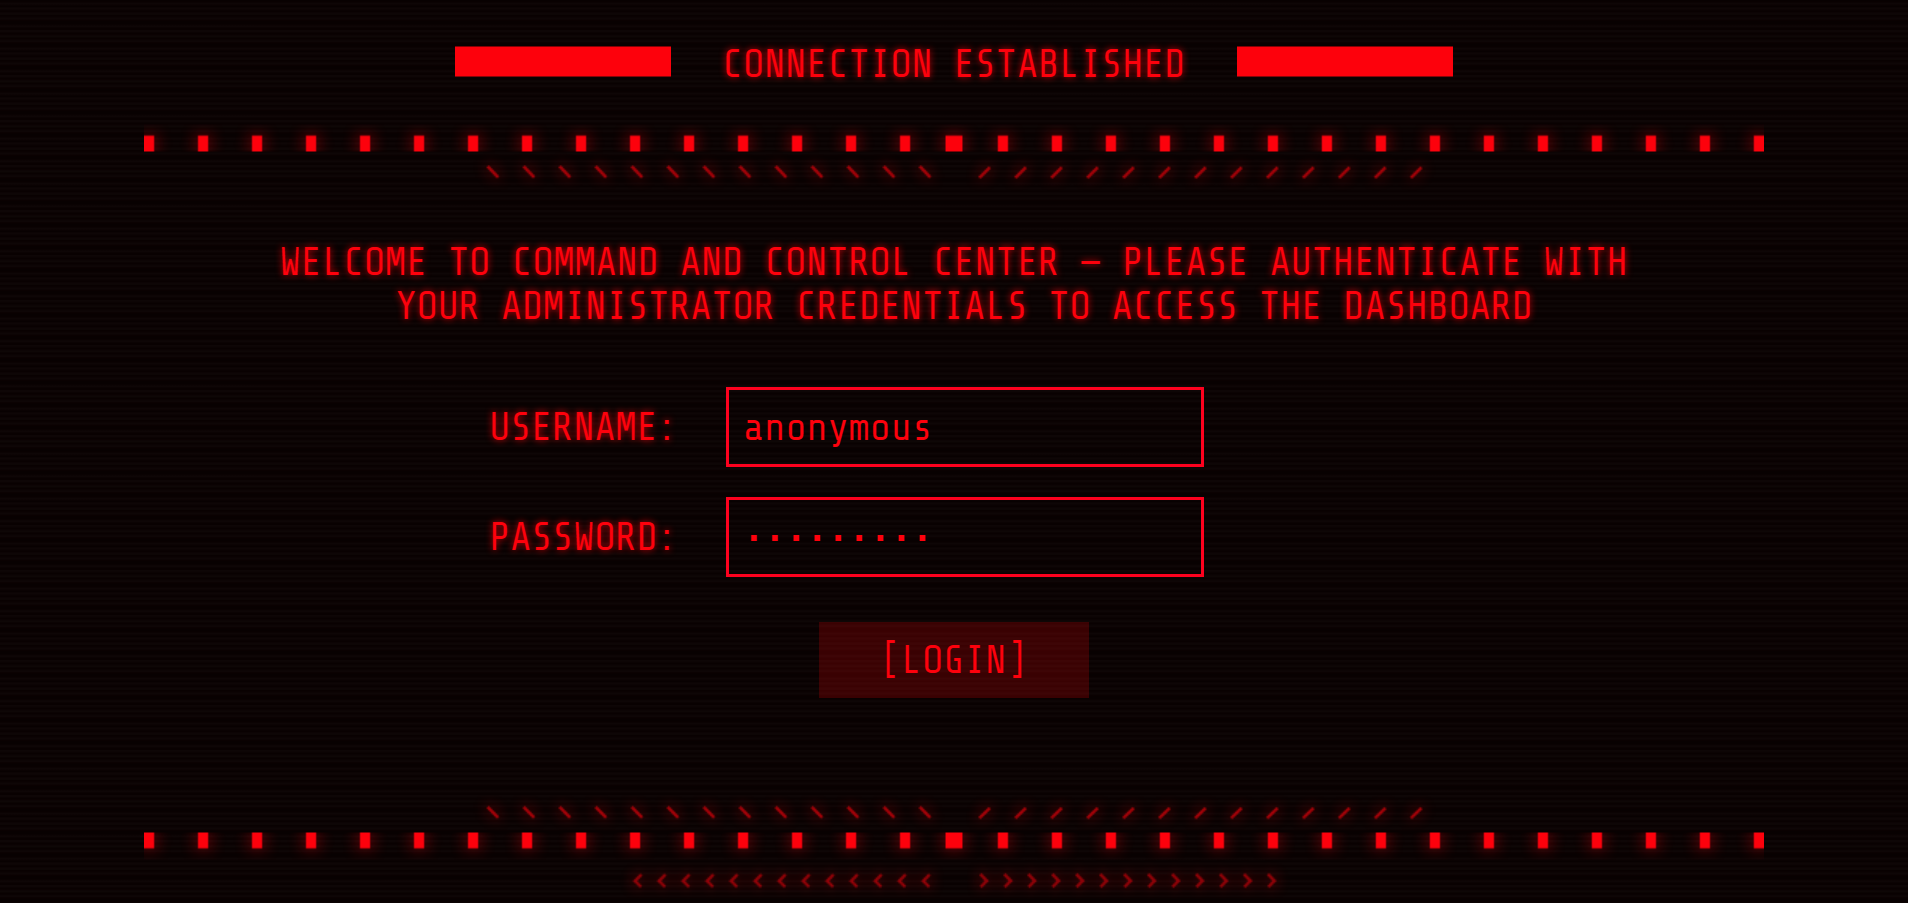 CONNECTION ESTABLISHED
WELCOME TO COMMAND AND CONTROL CENTER – PLEASE AUTHENTICATE WITH
YOUR ADMINISTRATOR CREDENTIALS TO ACCESS THE DASHBOARD
USERNAME: anonymous
PASSWORD: ·········
[LOGIN]